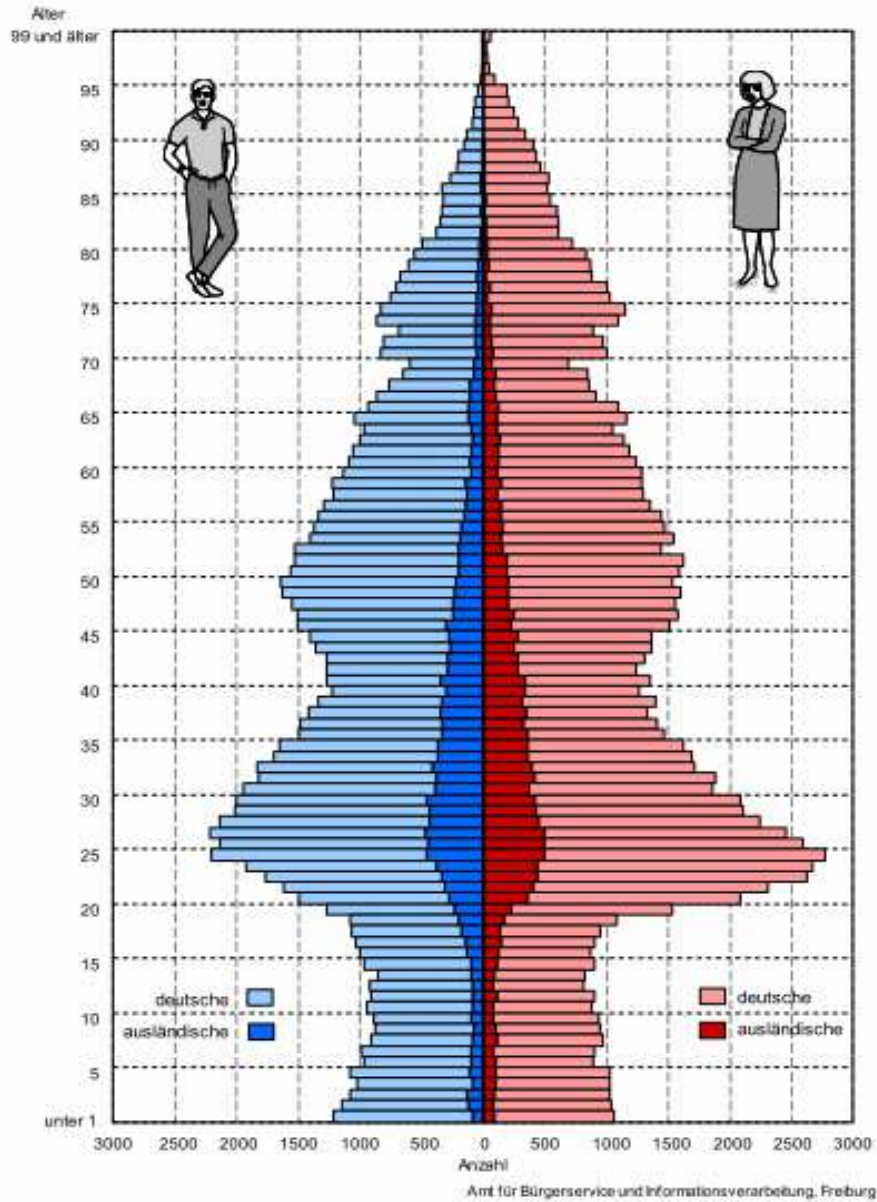 Alter
99 und älter
95
90
85
80
75
70
65
60
55
50
45
40
35
30
25
20
15
10
5
unter 1
deutsche
ausländische
deutsche
ausländische
3000 2500 2000 1500 1000 500 0 500 1000 1500 2000 2500 3000
Anzahl
Amt für Bürgerservice und Informationsverarbeitung, Freiburg